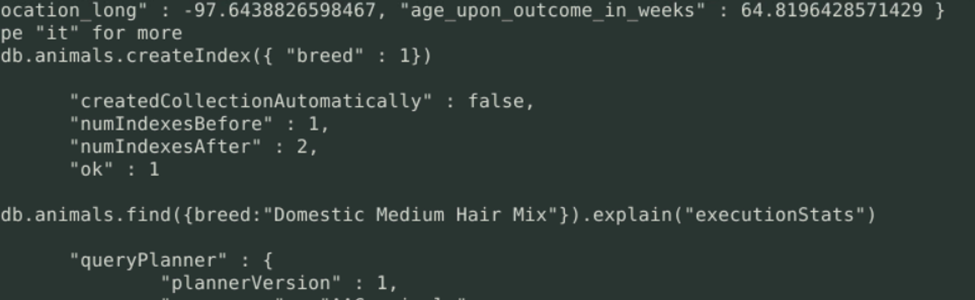 ocation_long" : -97.6438826598467, "age_upon_outcome_in_weeks" : 64.8196428571429 }
pe "it" for more
db.animals.createIndex({ "breed" : 1})
"createdCollectionAutomatically" : false,
"numIndexesBefore" : 1,
"numIndexesAfter" : 2,
"ok" : 1
db.animals.find({breed:"Domestic Medium Hair Mix"}).explain("executionStats")
"queryPlanner" : {
"plannerVersion" : 1,